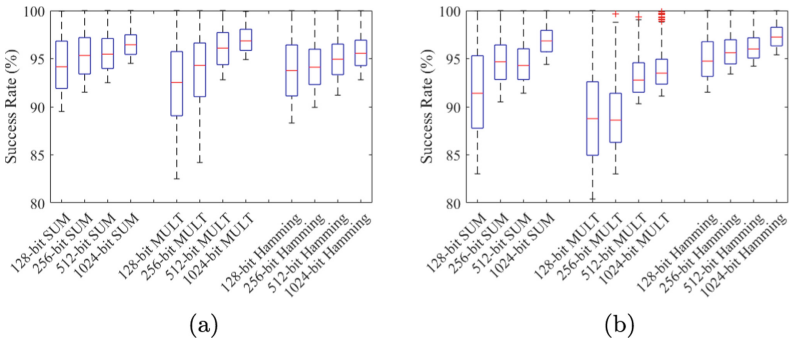 100
95
90
85
80
Success Rate (%)
128-bit SUM
256-bit SUM
512-bit SUM
1024-bit SUM
128-bit MULT
256-bit MULT
512-bit MULT
1024-bit MULT
128-bit Hamming
256-bit Hamming
512-bit Hamming
1024-bit Hamming
(a)
100
95
90
85
80
Success Rate (%)
128-bit SUM
256-bit SUM
512-bit SUM
1024-bit SUM
128-bit MULT
256-bit MULT
512-bit MULT
1024-bit MULT
128-bit Hamming
256-bit Hamming
512-bit Hamming
1024-bit Hamming
(b)